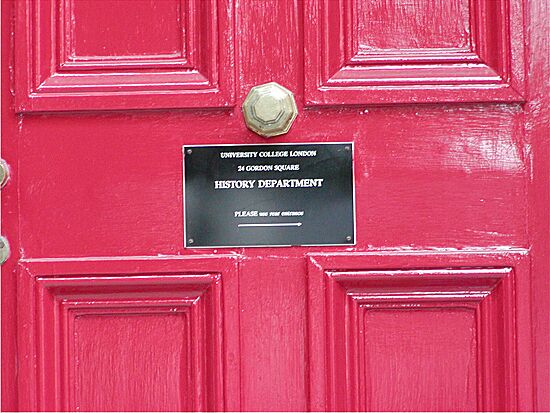 UNIVERSITY COLLEGE LONDON
24 GORDON SQUARE
HISTORY DEPARTMENT
PLEASE use rear entrance